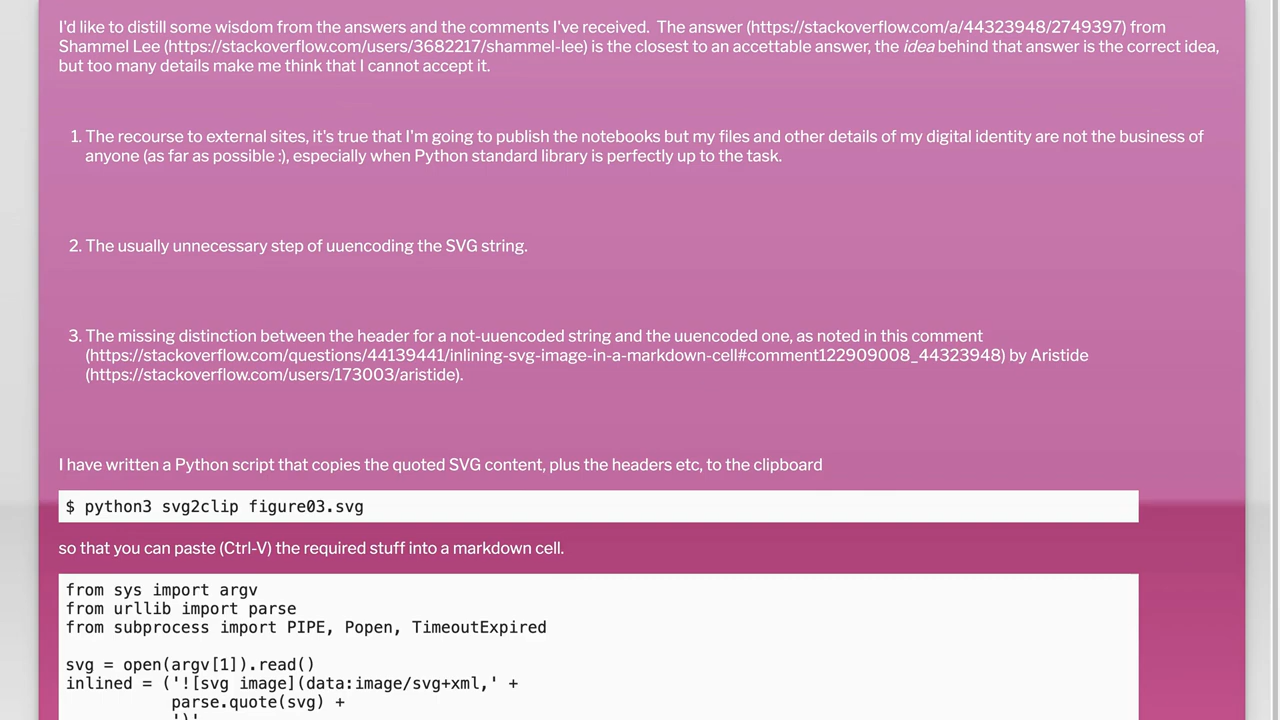 I'd like to distill some wisdom from the answers and the comments I've received.  The answer (https://stackoverflow.com/a/44323948/2749397) from
Shammel Lee (https://stackoverflow.com/users/3682217/shammel-lee) is the closest to an accettable answer, the idea behind that answer is the correct idea,
but too many details make me think that I cannot accept it.
1. The recourse to external sites, it's true that I'm going to publish the notebooks but my files and other details of my digital identity are not the business of
anyone (as far as possible :), especially when Python standard library is perfectly up to the task.
2. The usually unnecessary step of uuencoding the SVG string.
3. The missing distinction between the header for a not-uuencoded string and the uuencoded one, as noted in this comment
(https://stackoverflow.com/questions/44139441/inlining-svg-image-in-a-markdown-cell#comment122909008_44323948) by Aristide
(https://stackoverflow.com/users/173003/aristide).
I have written a Python script that copies the quoted SVG content, plus the headers etc, to the clipboard
$ python3 svg2clip figure03.svg
so that you can paste (Ctrl-V) the required stuff into a markdown cell.
from sys import argv
from urllib import parse
from subprocess import PIPE, Popen, TimeoutExpired
svg = open(argv[1]).read()
inlined = ('![svg image](data:image/svg+xml,' +
parse.quote(svg) +
')'